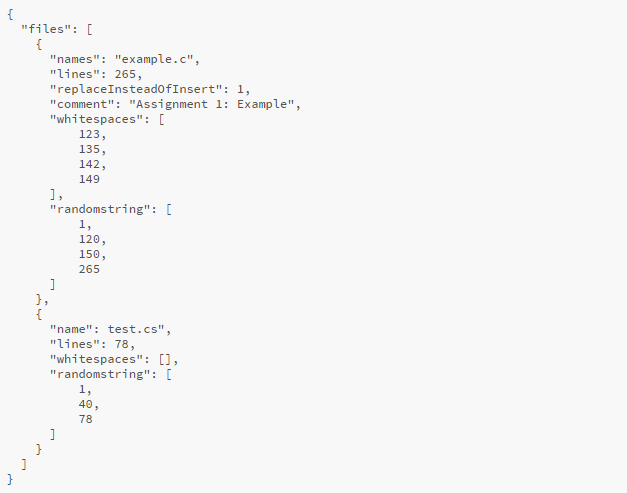 {
  "files": [
    {
      "names": "example.c",
      "lines": 265,
      "replaceInsteadOfInsert": 1,
      "comment": "Assignment 1: Example",
      "whitespaces": [
          123,
          135,
          142,
          149
      ],
      "randomstring": [
          1,
          120,
          150,
          265
      ]
    },
    {
      "name": test.cs",
      "lines": 78,
      "whitespaces": [],
      "randomstring": [
          1,
          40,
          78
      ]
    }
  ]
}